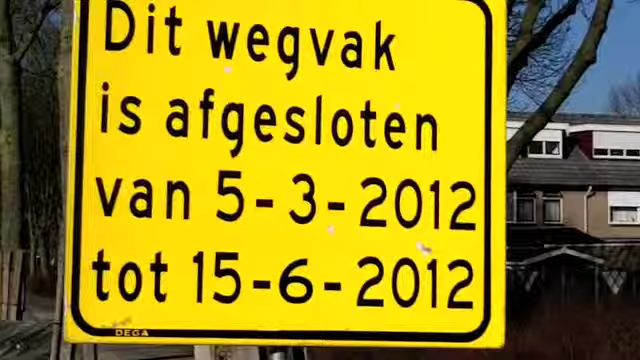 Dit wegvak
is afgesloten
van 5-3-2012
tot 15-6-2012
DEGA